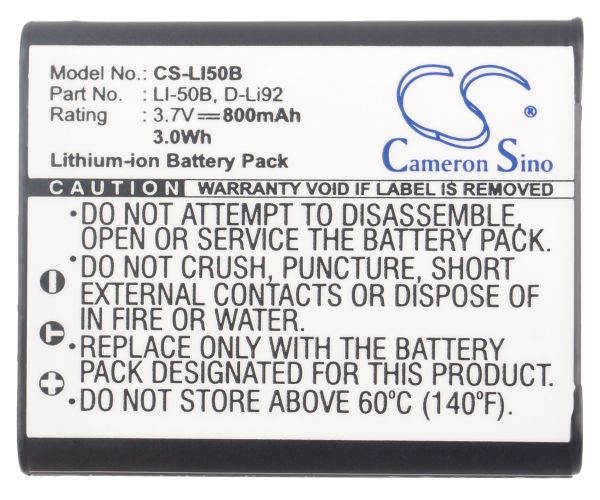 Model No.: CS-LI50B
Part No. : LI-50B, D-Li92
Rating : 3.7V⎓800mAh
3.0Wh
Lithium-ion Battery Pack
CS
®
Cameron Sino
CAUTION WARRANTY VOID IF LABEL IS REMOVED
•DO NOT ATTEMPT TO DISASSEMBLE,
OPEN OR SERVICE THE BATTERY PACK.
•DO NOT CRUSH, PUNCTURE, SHORT
EXTERNAL CONTACTS OR DISPOSE OF
IN FIRE OR WATER.
•REPLACE ONLY WITH THE BATTERY
PACK DESIGNATED FOR THIS PRODUCT.
•DO NOT STORE ABOVE 60°C (140°F).